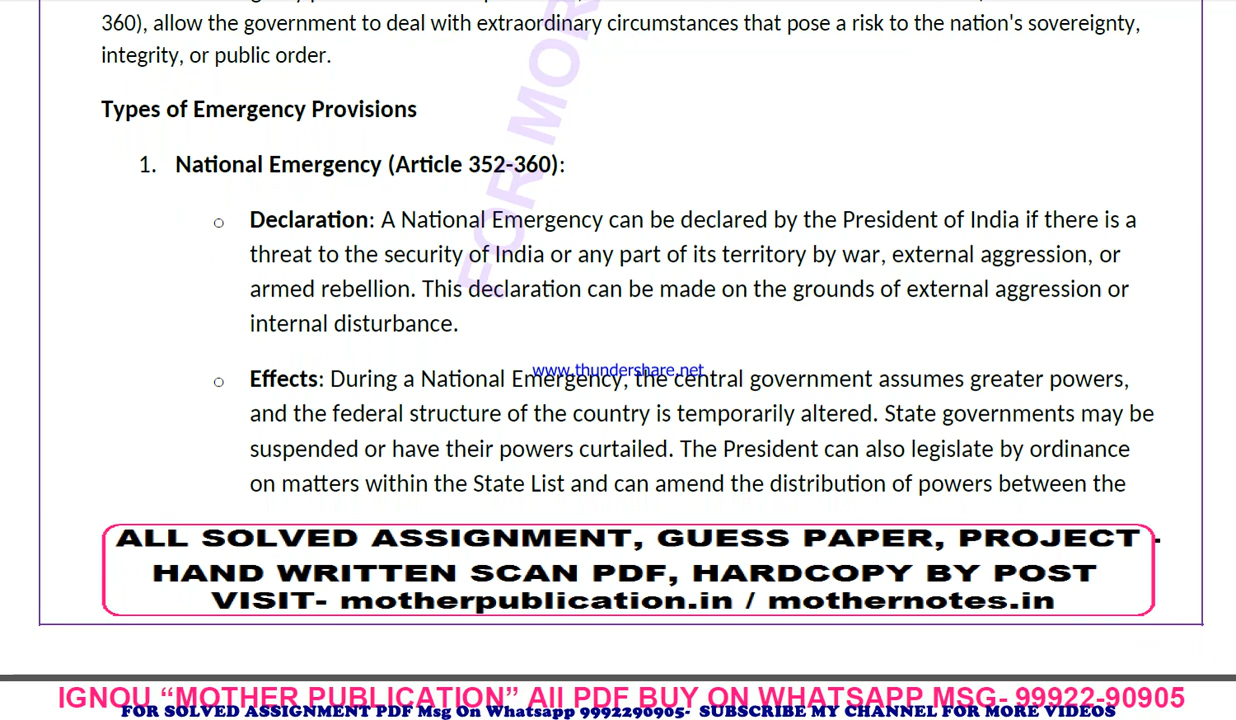 360), allow the government to deal with extraordinary circumstances that pose a risk to the nation's sovereignty,
integrity, or public order.
Types of Emergency Provisions
1. National Emergency (Article 352-360):
o Declaration: A National Emergency can be declared by the President of India if there is a
threat to the security of India or any part of its territory by war, external aggression, or
armed rebellion. This declaration can be made on the grounds of external aggression or
internal disturbance.
www.thundershare.net
o Effects: During a National Emergency, the central government assumes greater powers,
and the federal structure of the country is temporarily altered. State governments may be
suspended or have their powers curtailed. The President can also legislate by ordinance
on matters within the State List and can amend the distribution of powers between the
FOR MOR
ALL SOLVED ASSIGNMENT, GUESS PAPER, PROJECT -
HAND WRITTEN SCAN PDF, HARDCOPY BY POST
VISIT- motherpublication.in / mothernotes.in
IGNOU “MOTHER PUBLICATION” All PDF BUY ON WHATSAPP MSG- 99922-90905
FOR SOLVED ASSIGNMENT PDF Msg On Whatsapp 9992290905- SUBSCRIBE MY CHANNEL FOR MORE VIDEOS